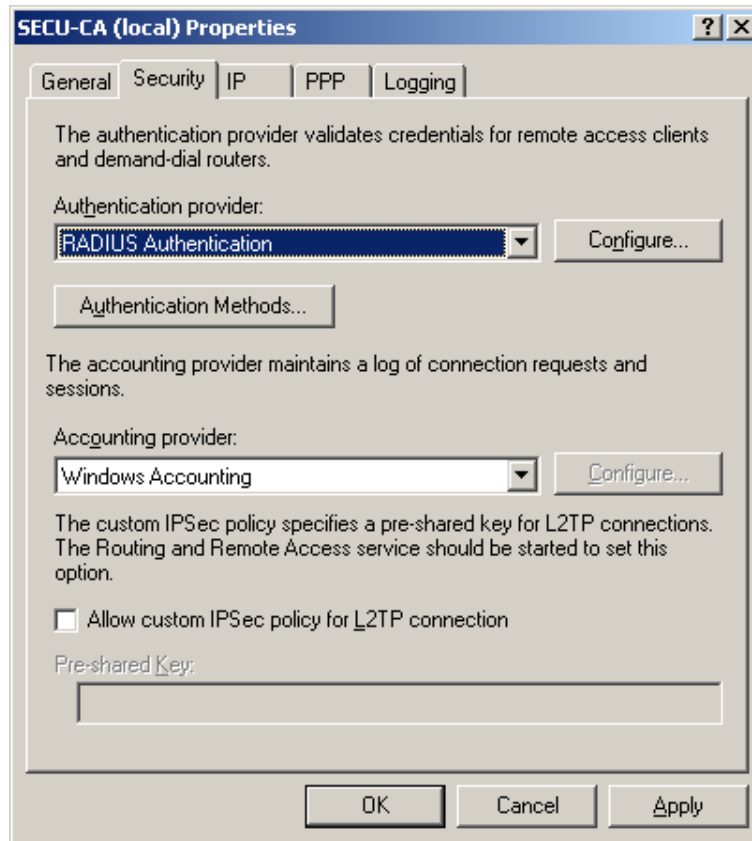 SECU-CA (local) Properties
General Security IP PPP Logging
The authentication provider validates credentials for remote access clients
and demand-dial routers.
Authentication provider:
RADIUS Authentication Configure...
Authentication Methods...
The accounting provider maintains a log of connection requests and
sessions.
Accounting provider:
Windows Accounting Configure...
The custom IPSec policy specifies a pre-shared key for L2TP connections.
The Routing and Remote Access service should be started to set this
option.
Allow custom IPSec policy for L2TP connection
Pre-shared Key:
OK Cancel Apply